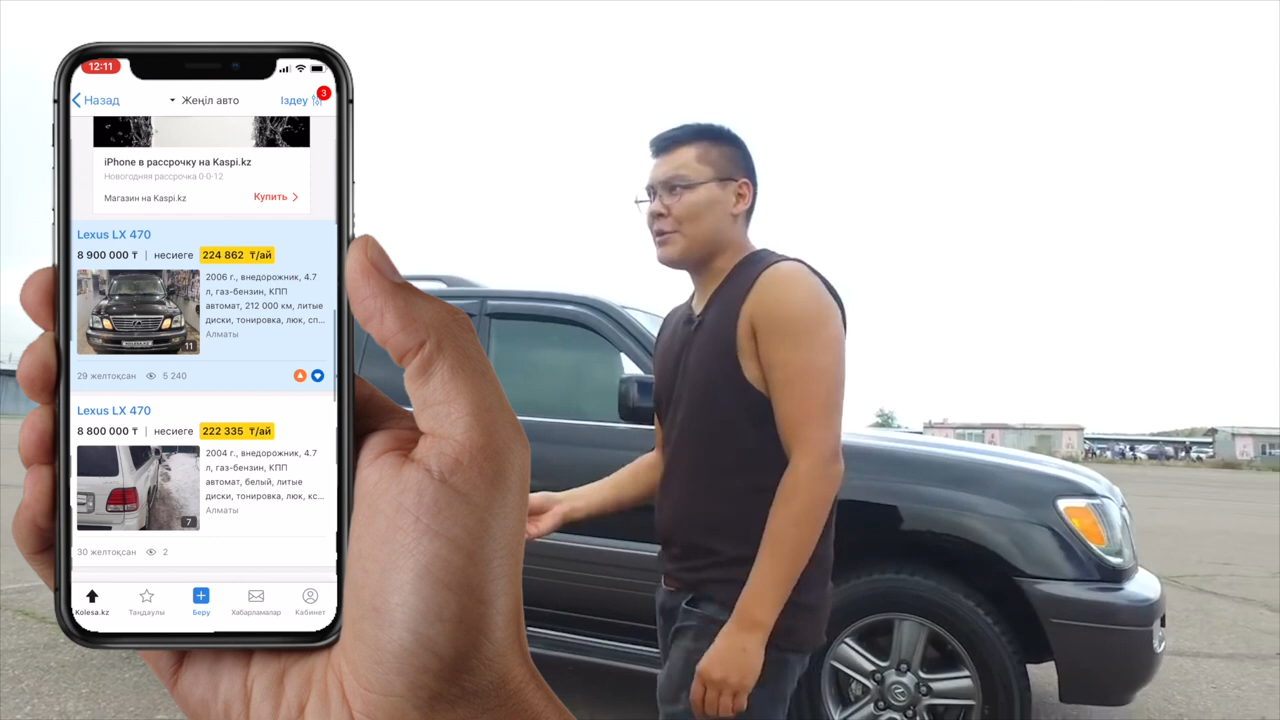 12:11
Назад
Жеңіл авто
Іздеу
3
iPhone в рассрочку на Kaspi.kz
Новогодняя рассрочка 0-0-12
Магазин на Kaspi.kz
Купить
Lexus LX 470
8 900 000 ₸ | несиеге 224 862 ₸/ай
2006 г., внедорожник, 4.7
л, газ-бензин, КПП
автомат, 212 000 км, литые
диски, тонировка, люк, сп...
Алматы
11
29 желтоқсан 5 240
Lexus LX 470
8 800 000 ₸ | несиеге 222 335 ₸/ай
2004 г., внедорожник, 4.7
л, газ-бензин, КПП
автомат, белый, литые
диски, тонировка, люк, кс...
Алматы
7
30 желтоқсан 2
Kolesa.kz
Таңдаулы
Беру
Хабарламалар
Кабинет